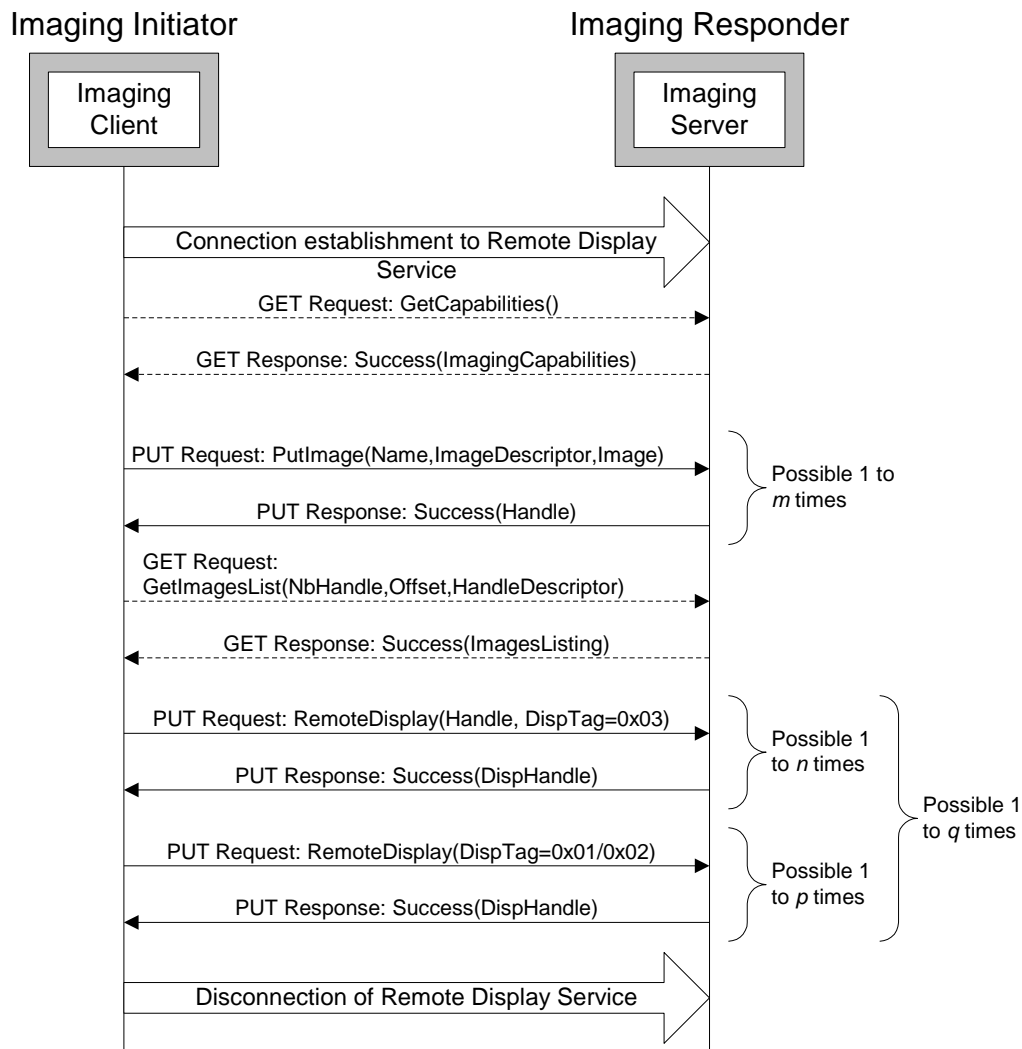 Imaging Initiator
Imaging Responder
Imaging
Client
Imaging
Server
Connection establishment to Remote Display
Service
GET Request: GetCapabilities()
GET Response: Success(ImagingCapabilities)
PUT Request: PutImage(Name,ImageDescriptor,Image)
Possible 1 to
m times
PUT Response: Success(Handle)
GET Request:
GetImagesList(NbHandle,Offset,HandleDescriptor)
GET Response: Success(ImagesListing)
PUT Request: RemoteDisplay(Handle, DispTag=0x03)
Possible 1
to n times
PUT Response: Success(DispHandle)
Possible 1
to q times
PUT Request: RemoteDisplay(DispTag=0x01/0x02)
Possible 1
to p times
PUT Response: Success(DispHandle)
Disconnection of Remote Display Service